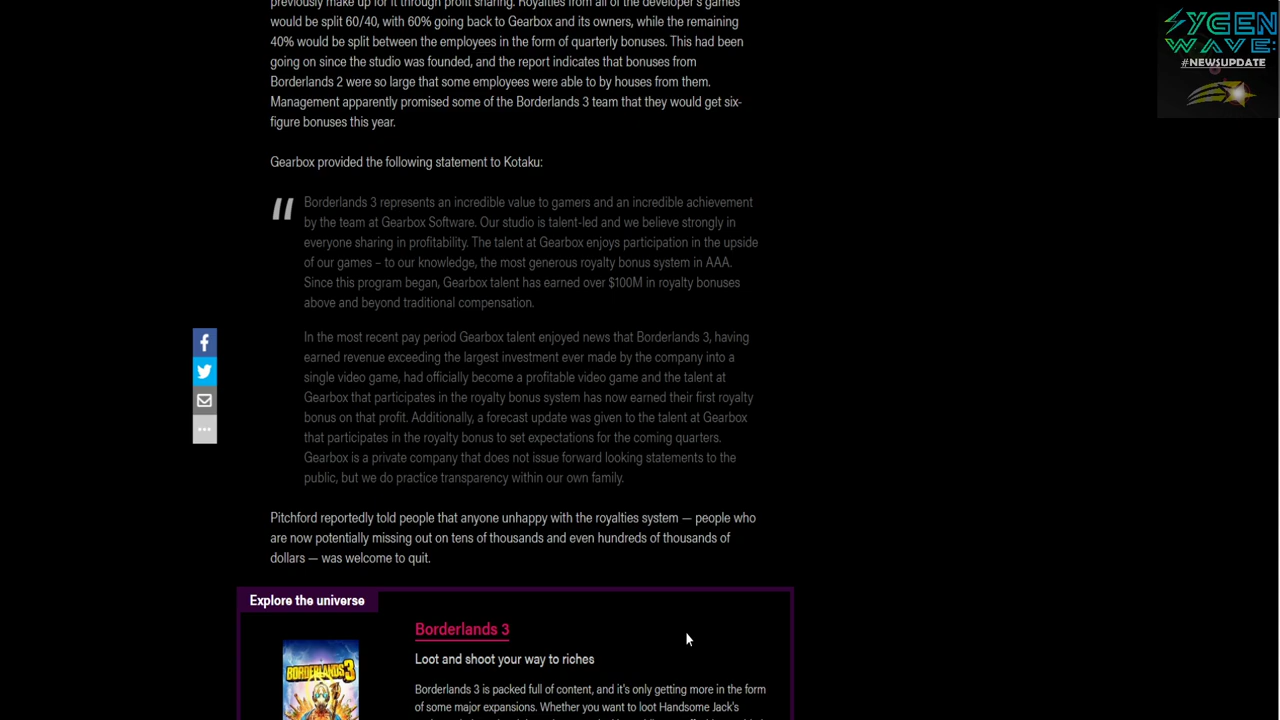 previously make up for it through profit sharing. Royalties from all of the developer's games
would be split 60/40, with 60% going back to Gearbox and its owners, while the remaining
40% would be split between the employees in the form of quarterly bonuses. This had been
going on since the studio was founded, and the report indicates that bonuses from
Borderlands 2 were so large that some employees were able to by houses from them.
Management apparently promised some of the Borderlands 3 team that they would get six-
figure bonuses this year.
Gearbox provided the following statement to Kotaku:
Borderlands 3 represents an incredible value to gamers and an incredible achievement
by the team at Gearbox Software. Our studio is talent-led and we believe strongly in
everyone sharing in profitability. The talent at Gearbox enjoys participation in the upside
of our games – to our knowledge, the most generous royalty bonus system in AAA.
Since this program began, Gearbox talent has earned over $100M in royalty bonuses
above and beyond traditional compensation.
In the most recent pay period Gearbox talent enjoyed news that Borderlands 3, having
earned revenue exceeding the largest investment ever made by the company into a
single video game, had officially become a profitable video game and the talent at
Gearbox that participates in the royalty bonus system has now earned their first royalty
bonus on that profit. Additionally, a forecast update was given to the talent at Gearbox
that participates in the royalty bonus to set expectations for the coming quarters.
Gearbox is a private company that does not issue forward looking statements to the
public, but we do practice transparency within our own family.
Pitchford reportedly told people that anyone unhappy with the royalties system — people who
are now potentially missing out on tens of thousands and even hundreds of thousands of
dollars — was welcome to quit.
Explore the universe
Borderlands 3
Loot and shoot your way to riches
BORDERLANDS 3
Borderlands 3 is packed full of content, and it's only getting more in the form
of some major expansions. Whether you want to loot Handsome Jack's
SYGEN
WAVE:
#NEWSUPDATE